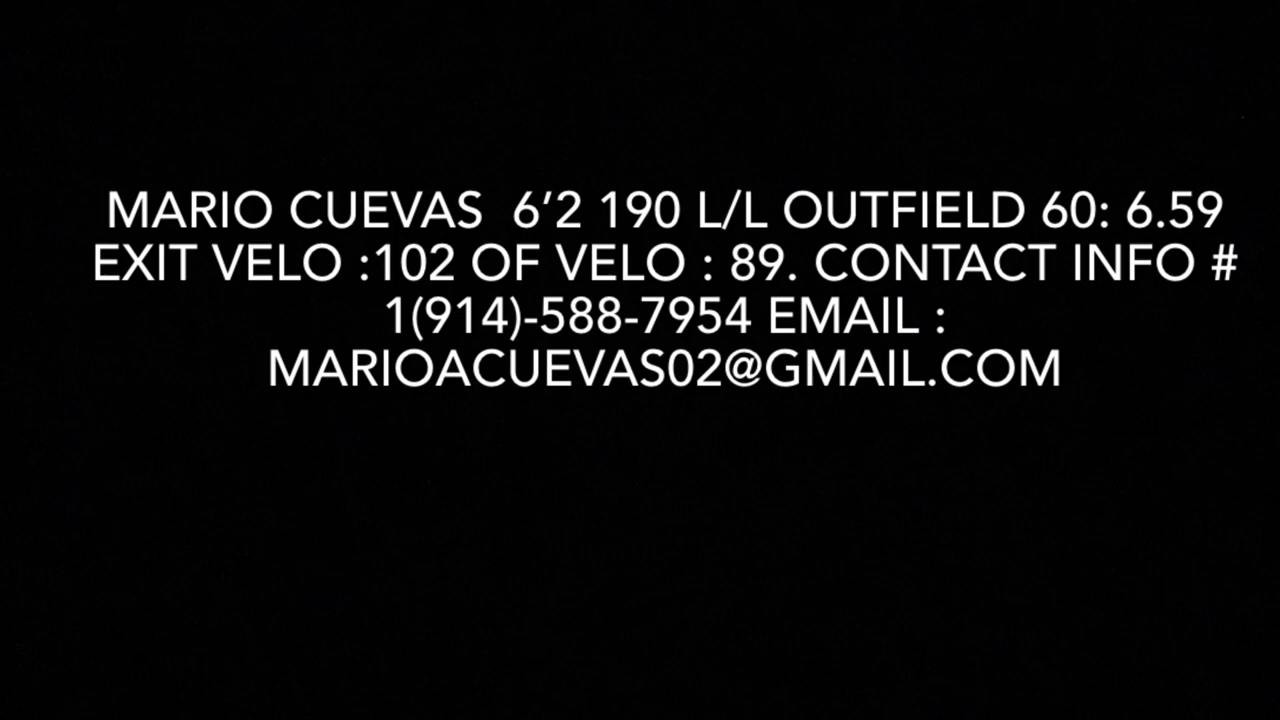 MARIO CUEVAS  6’2 190 L/L OUTFIELD 60: 6.59
EXIT VELO :102 OF VELO : 89. CONTACT INFO #
1(914)-588-7954 EMAIL :
MARIOACUEVAS02@GMAIL.COM